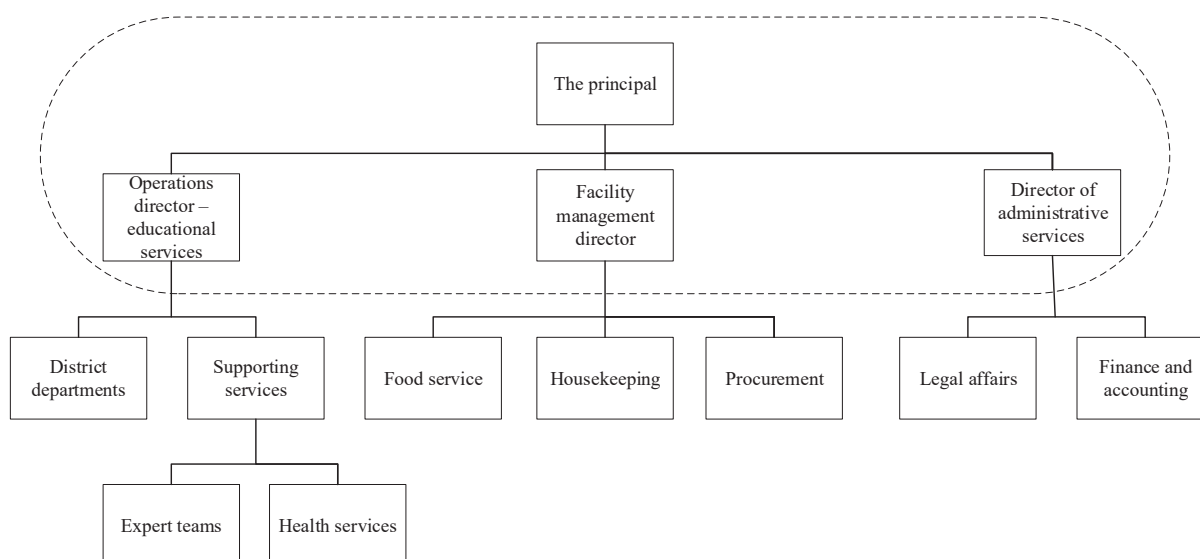 The principal
Operations
director –
educational
services
Facility
management
director
Director of
administrative
services
District
departments
Supporting
services
Food service
Housekeeping
Procurement
Legal affairs
Finance and
accounting
Expert teams
Health services